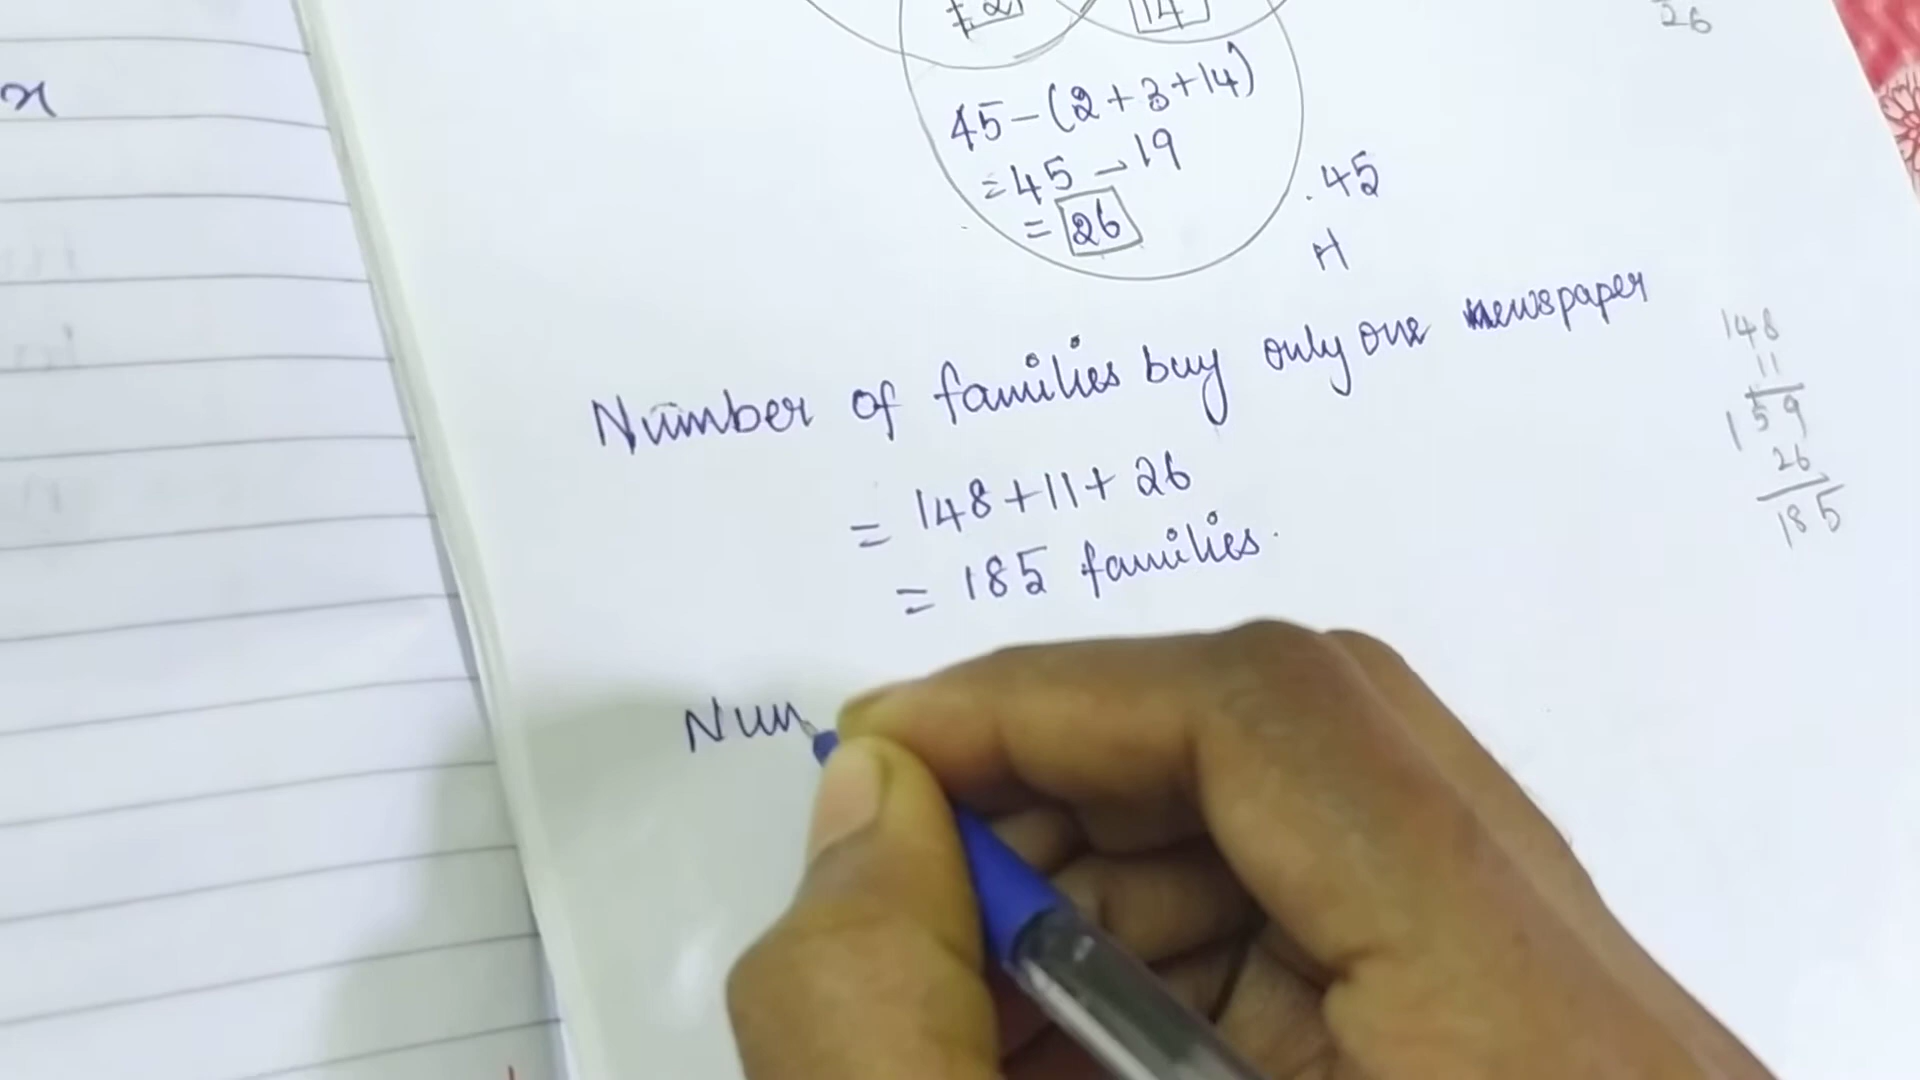 x
14
26
45-(2+3+14)
=45-19
=26
.45
H
Number of families buy only one newspaper
=148+11+26
=185 families.
148
11
159
26
185
Num